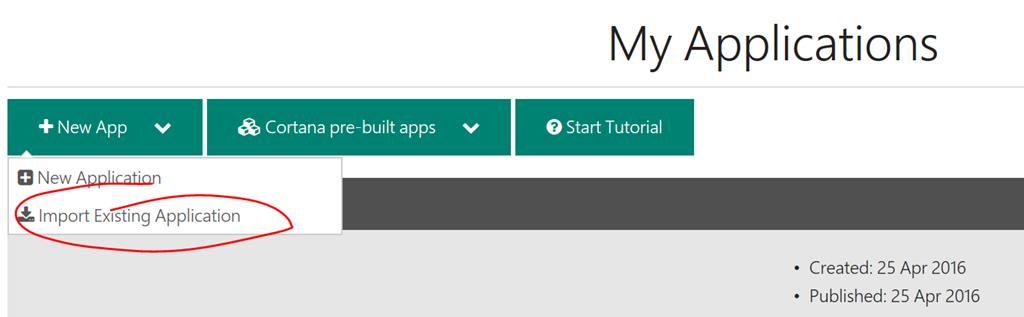 My Applications
New App
Cortana pre-built apps
Start Tutorial
New Application
Import Existing Application
• Created: 25 Apr 2016
• Published: 25 Apr 2016